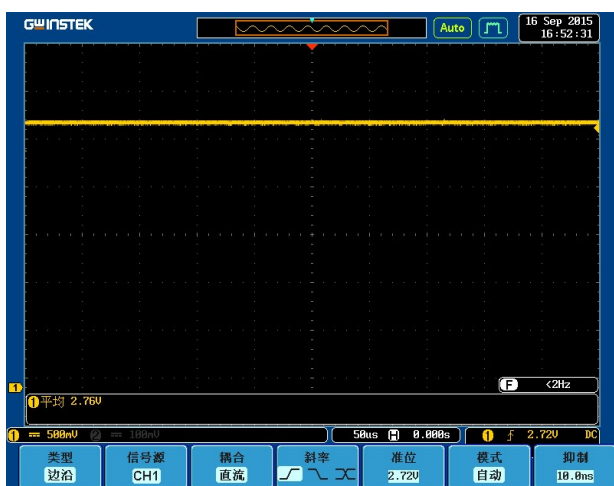 GWINSTEK
Auto
16 Sep 2015
16:52:31
1
F <2Hz
1 平均 2.76V
1 500mV 2 100mV
50us H 0.000s
1 2.72V DC
类型 信号源 耦合 斜率 准位 模式 抑制
边沿 CH1 直流 2.72V 自动 10.0ms